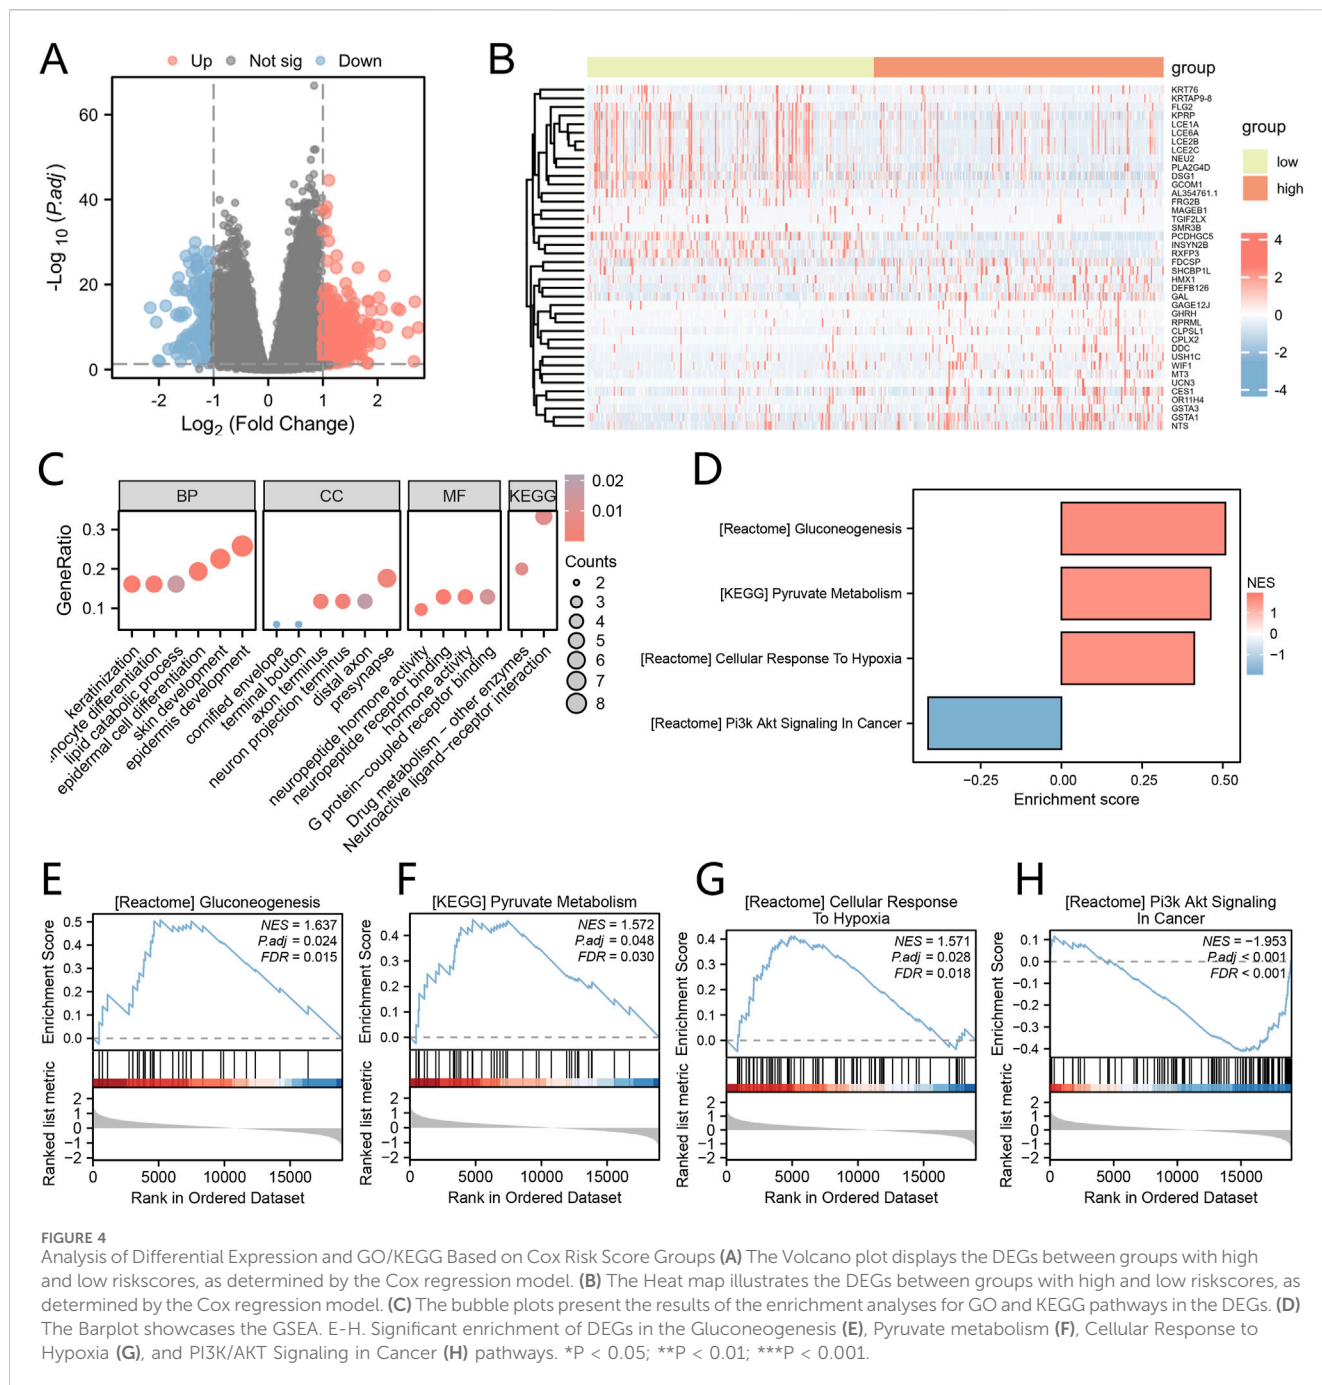 A
Up
Not sig
Down
-Log 10 (P.adj)
60
40
20
0
-2
-1
0
1
2
Log2 (Fold Change)
B
group
KRT76
KRTAP9-8
FLG2
KPRP
LCE1A
LCE6A
LCE2B
LCE2C
NEU2
PLA2G4D
DSG1
GCOM1
AL354761.1
FRG2B
MAGEB1
TGIF2LX
SMR3B
PCDHGC5
INSYN2B
RXFP3
FDCSP
SHCBP1L
HMX1
DEFB126
GAL
GAGE12J
GHRH
RPRML
CLPSL1
CPLX2
DDC
USH1C
WIF1
MT3
UCN3
CES1
OR11H4
GSTA3
GSTA1
NTS
group
low
high
4
2
0
-2
-4
C
BP
CC
MF
KEGG
GeneRatio
0.3
0.2
0.1
keratinization
nocyte differentiation
lipid catabolic process
epidermal cell differentiation
skin development
epidermis development
cornified envelope
terminal bouton
axon terminus
neuron projection terminus
distal axon
presynapse
neuropeptide hormone activity
neuropeptide receptor binding
hormone activity
G protein−coupled receptor binding
Drug metabolism − other enzymes
Neuroactive ligand−receptor interaction
0.02
0.01
Counts
2
3
4
5
6
7
8
D
[Reactome] Gluconeogenesis
[KEGG] Pyruvate Metabolism
[Reactome] Cellular Response To Hypoxia
[Reactome] Pi3k Akt Signaling In Cancer
−0.25
0.00
0.25
0.50
Enrichment score
NES
1
0
−1
E
[Reactome] Gluconeogenesis
NES = 1.637
P.adj = 0.024
FDR = 0.015
Enrichment Score
0.5
0.4
0.3
0.2
0.1
0.0
Ranked list metric
2
1
0
−1
−2
0
5000
10000
15000
Rank in Ordered Dataset
F
[KEGG] Pyruvate Metabolism
NES = 1.572
P.adj = 0.048
FDR = 0.030
Enrichment Score
0.4
0.3
0.2
0.1
0.0
Ranked list metric
2
1
0
−1
−2
0
5000
10000
15000
Rank in Ordered Dataset
G
[Reactome] Cellular Response
To Hypoxia
NES = 1.571
P.adj = 0.028
FDR = 0.018
Enrichment Score
0.4
0.3
0.2
0.1
0.0
Ranked list metric
2
1
0
−1
−2
0
5000
10000
15000
Rank in Ordered Dataset
H
[Reactome] Pi3k Akt Signaling
In Cancer
NES = −1.953
P.adj < 0.001
FDR < 0.001
Enrichment Score
0.1
0.0
−0.1
−0.2
−0.3
−0.4
Ranked list metric
2
1
0
−1
−2
0
5000
10000
15000
Rank in Ordered Dataset
FIGURE 4
Analysis of Differential Expression and GO/KEGG Based on Cox Risk Score Groups (A) The Volcano plot displays the DEGs between groups with high
and low riskscores, as determined by the Cox regression model. (B) The Heat map illustrates the DEGs between groups with high and low riskscores, as
determined by the Cox regression model. (C) The bubble plots present the results of the enrichment analyses for GO and KEGG pathways in the DEGs. (D)
The Barplot showcases the GSEA. E-H. Significant enrichment of DEGs in the Gluconeogenesis (E), Pyruvate metabolism (F), Cellular Response to
Hypoxia (G), and PI3K/AKT Signaling in Cancer (H) pathways. *P < 0.05; **P < 0.01; ***P < 0.001.